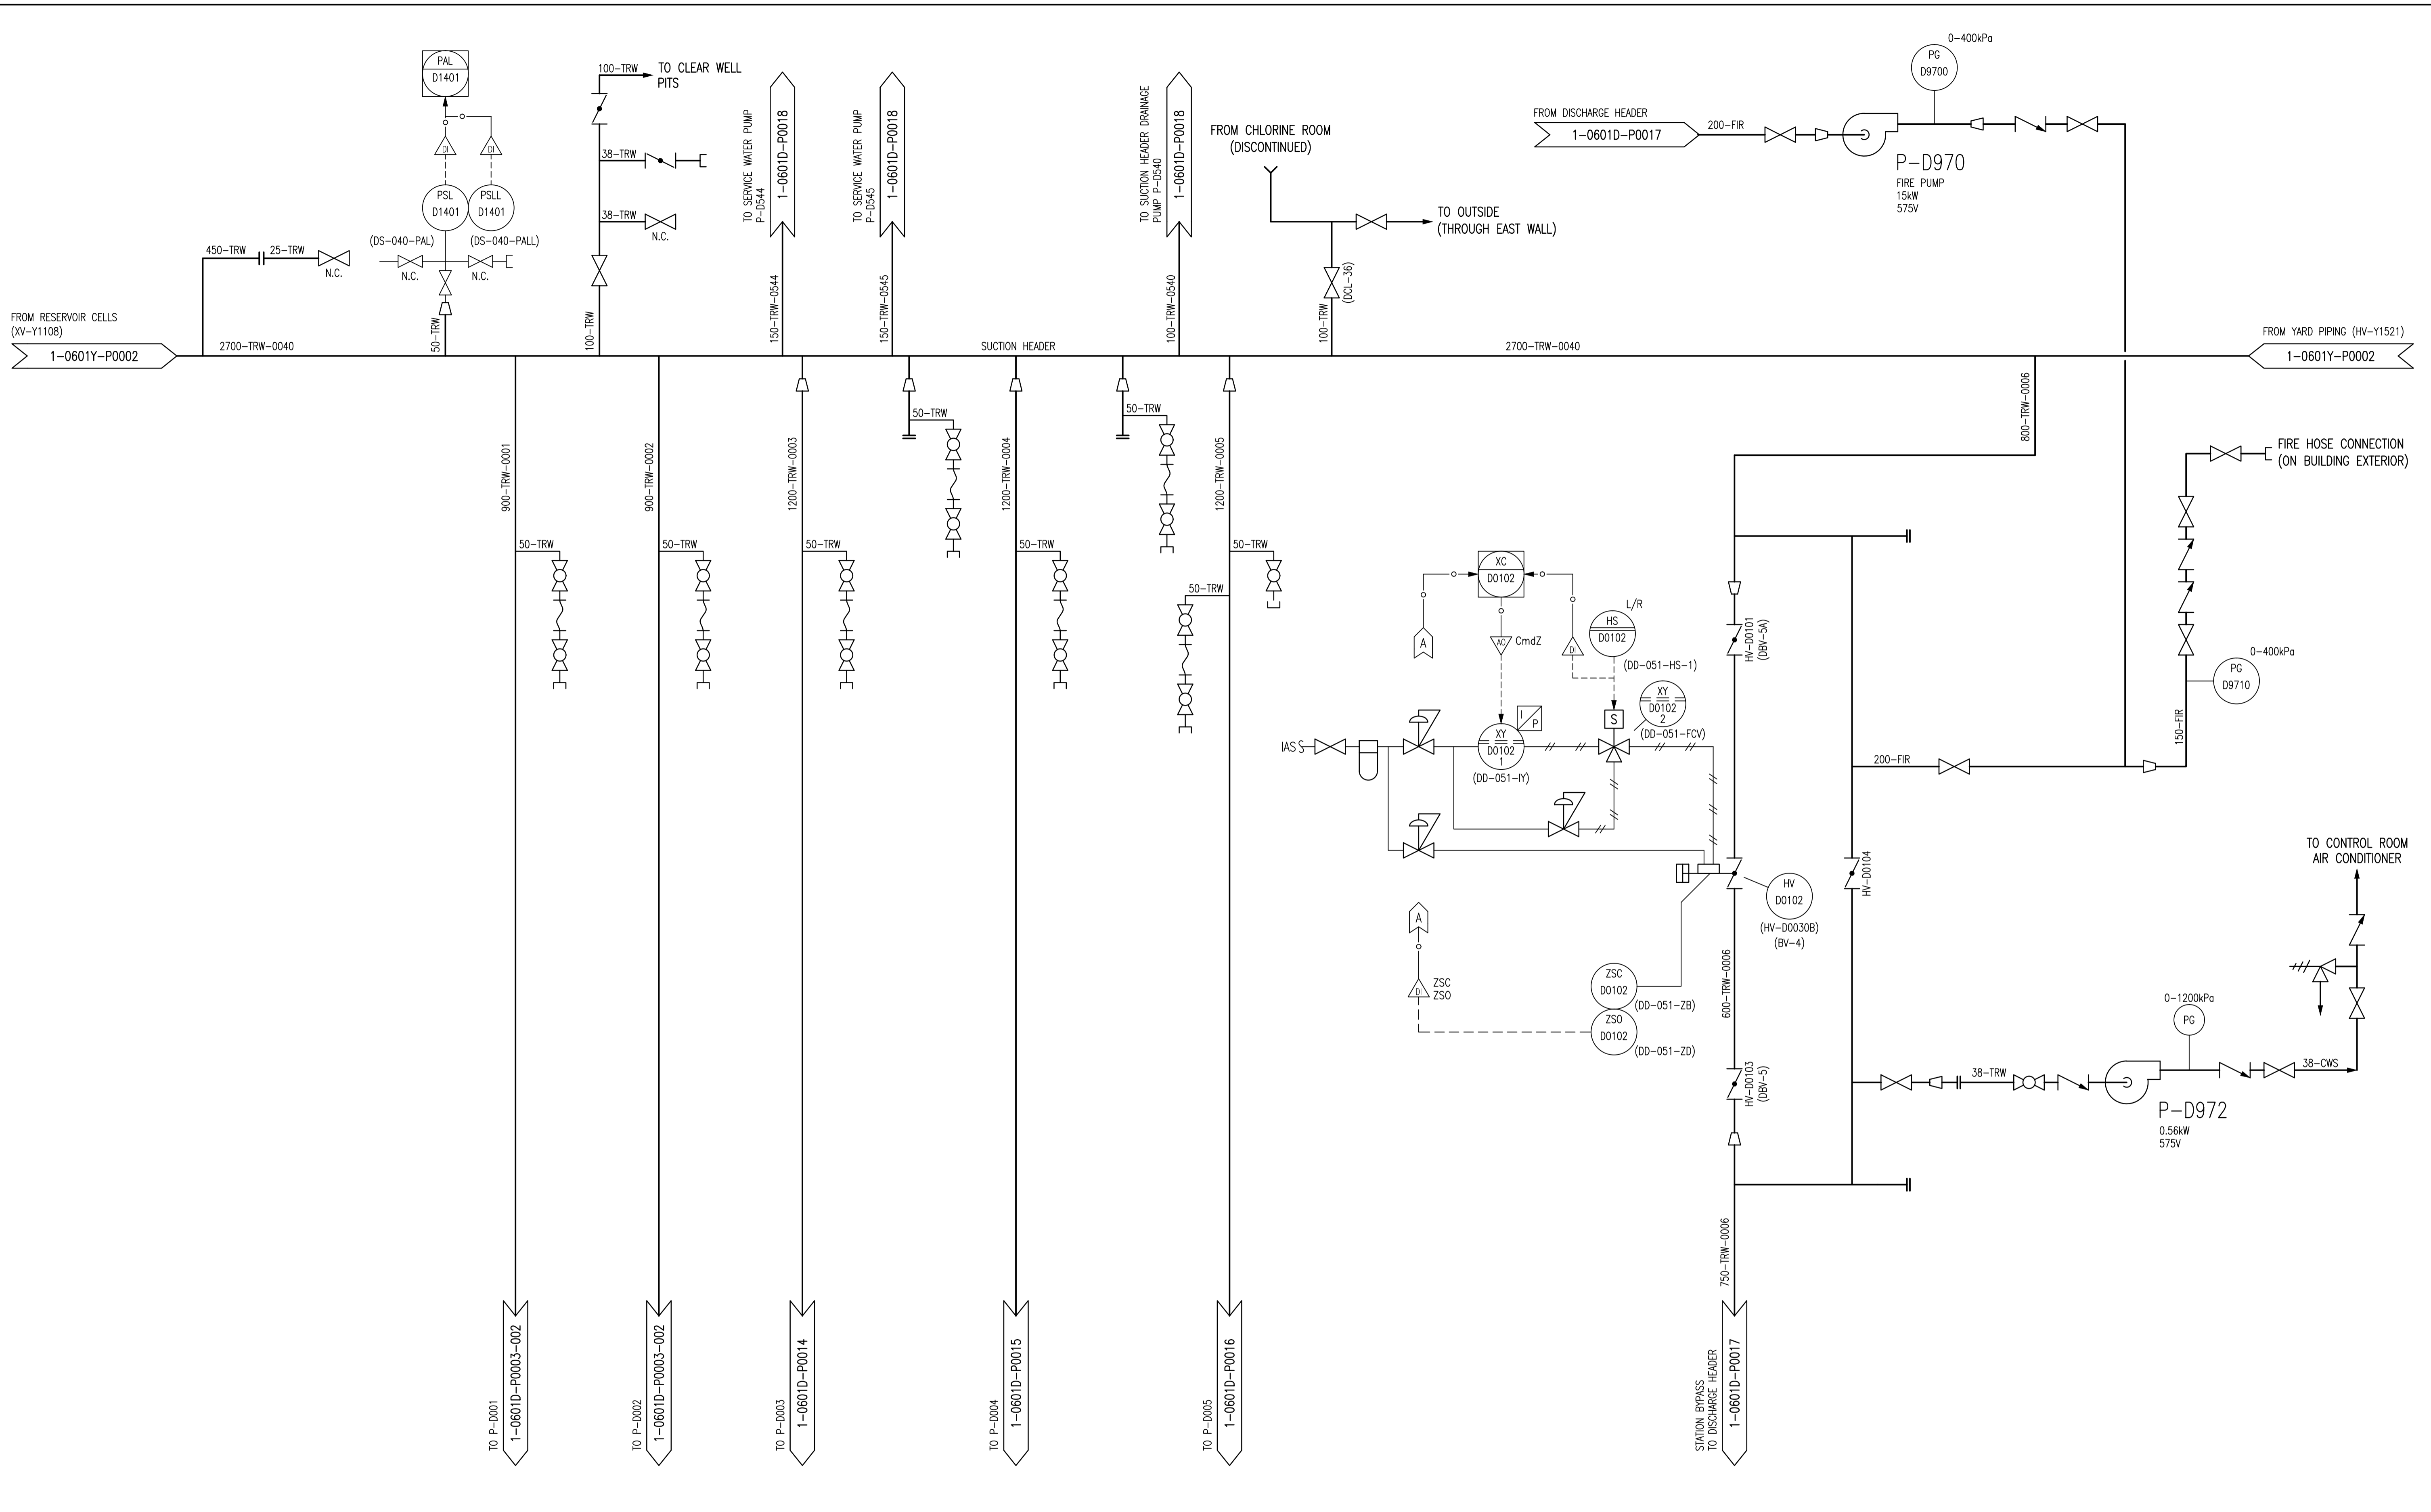 PAL
D1401
DI
DI
PSL
D1401
PSLL
D1401
(DS-040-PAL)
(DS-040-PALL)
N.C.
N.C.
50-TRW
450-TRW
25-TRW
N.C.
FROM RESERVOIR CELLS
(XV-Y1108)
1-0601Y-P0002
2700-TRW-0040
100-TRW
TO CLEAR WELL
PITS
38-TRW
38-TRW
N.C.
100-TRW
TO SERVICE WATER PUMP
P-D544
1-0601D-P0018
150-TRW-0544
TO SERVICE WATER PUMP
P-D545
1-0601D-P0018
150-TRW-0545
TO SUCTION HEADER DRAINAGE
PUMP P-D540
1-0601D-P0018
100-TRW-0540
FROM CHLORINE ROOM
(DISCONTINUED)
TO OUTSIDE
(THROUGH EAST WALL)
(DCL-36)
100-TRW
SUCTION HEADER
2700-TRW-0040
FROM DISCHARGE HEADER
1-0601D-P0017
200-FIR
PG
D9700
0-400kPa
P-D970
FIRE PUMP
15kW
575V
FROM YARD PIPING (HV-Y1521)
1-0601Y-P0002
800-TRW-0006
900-TRW-0001
50-TRW
TO P-D001
1-0601D-P0003-002
900-TRW-0002
50-TRW
TO P-D002
1-0601D-P0003-002
1200-TRW-0003
50-TRW
TO P-D003
1-0601D-P0014
50-TRW
1200-TRW-0004
50-TRW
TO P-D004
1-0601D-P0015
50-TRW
1200-TRW-0005
50-TRW
50-TRW
TO P-D005
1-0601D-P0016
XC
D0102
A
AO
CmdZ
DI
L/R
HS
D0102
(DD-051-HS-1)
XY
D0102
2
(DD-051-FCV)
S
I
P
XY
D0102
1
(DD-051-IY)
IAS
HV-D0101
(DBV-5A)
HV
D0102
(HV-D0030B)
(BV-4)
HV-D0104
A
DI
ZSC
ZSO
ZSC
D0102
(DD-051-ZB)
ZSO
D0102
(DD-051-ZD)
600-TRW-0006
HV-D0103
(DBV-5)
750-TRW-0006
STATION BYPASS
TO DISCHARGE HEADER
1-0601D-P0017
200-FIR
FIRE HOSE CONNECTION
(ON BUILDING EXTERIOR)
0-400kPa
PG
D9710
150-FIR
TO CONTROL ROOM
AIR CONDITIONER
0-1200kPa
PG
38-CWS
38-TRW
P-D972
0.56kW
575V